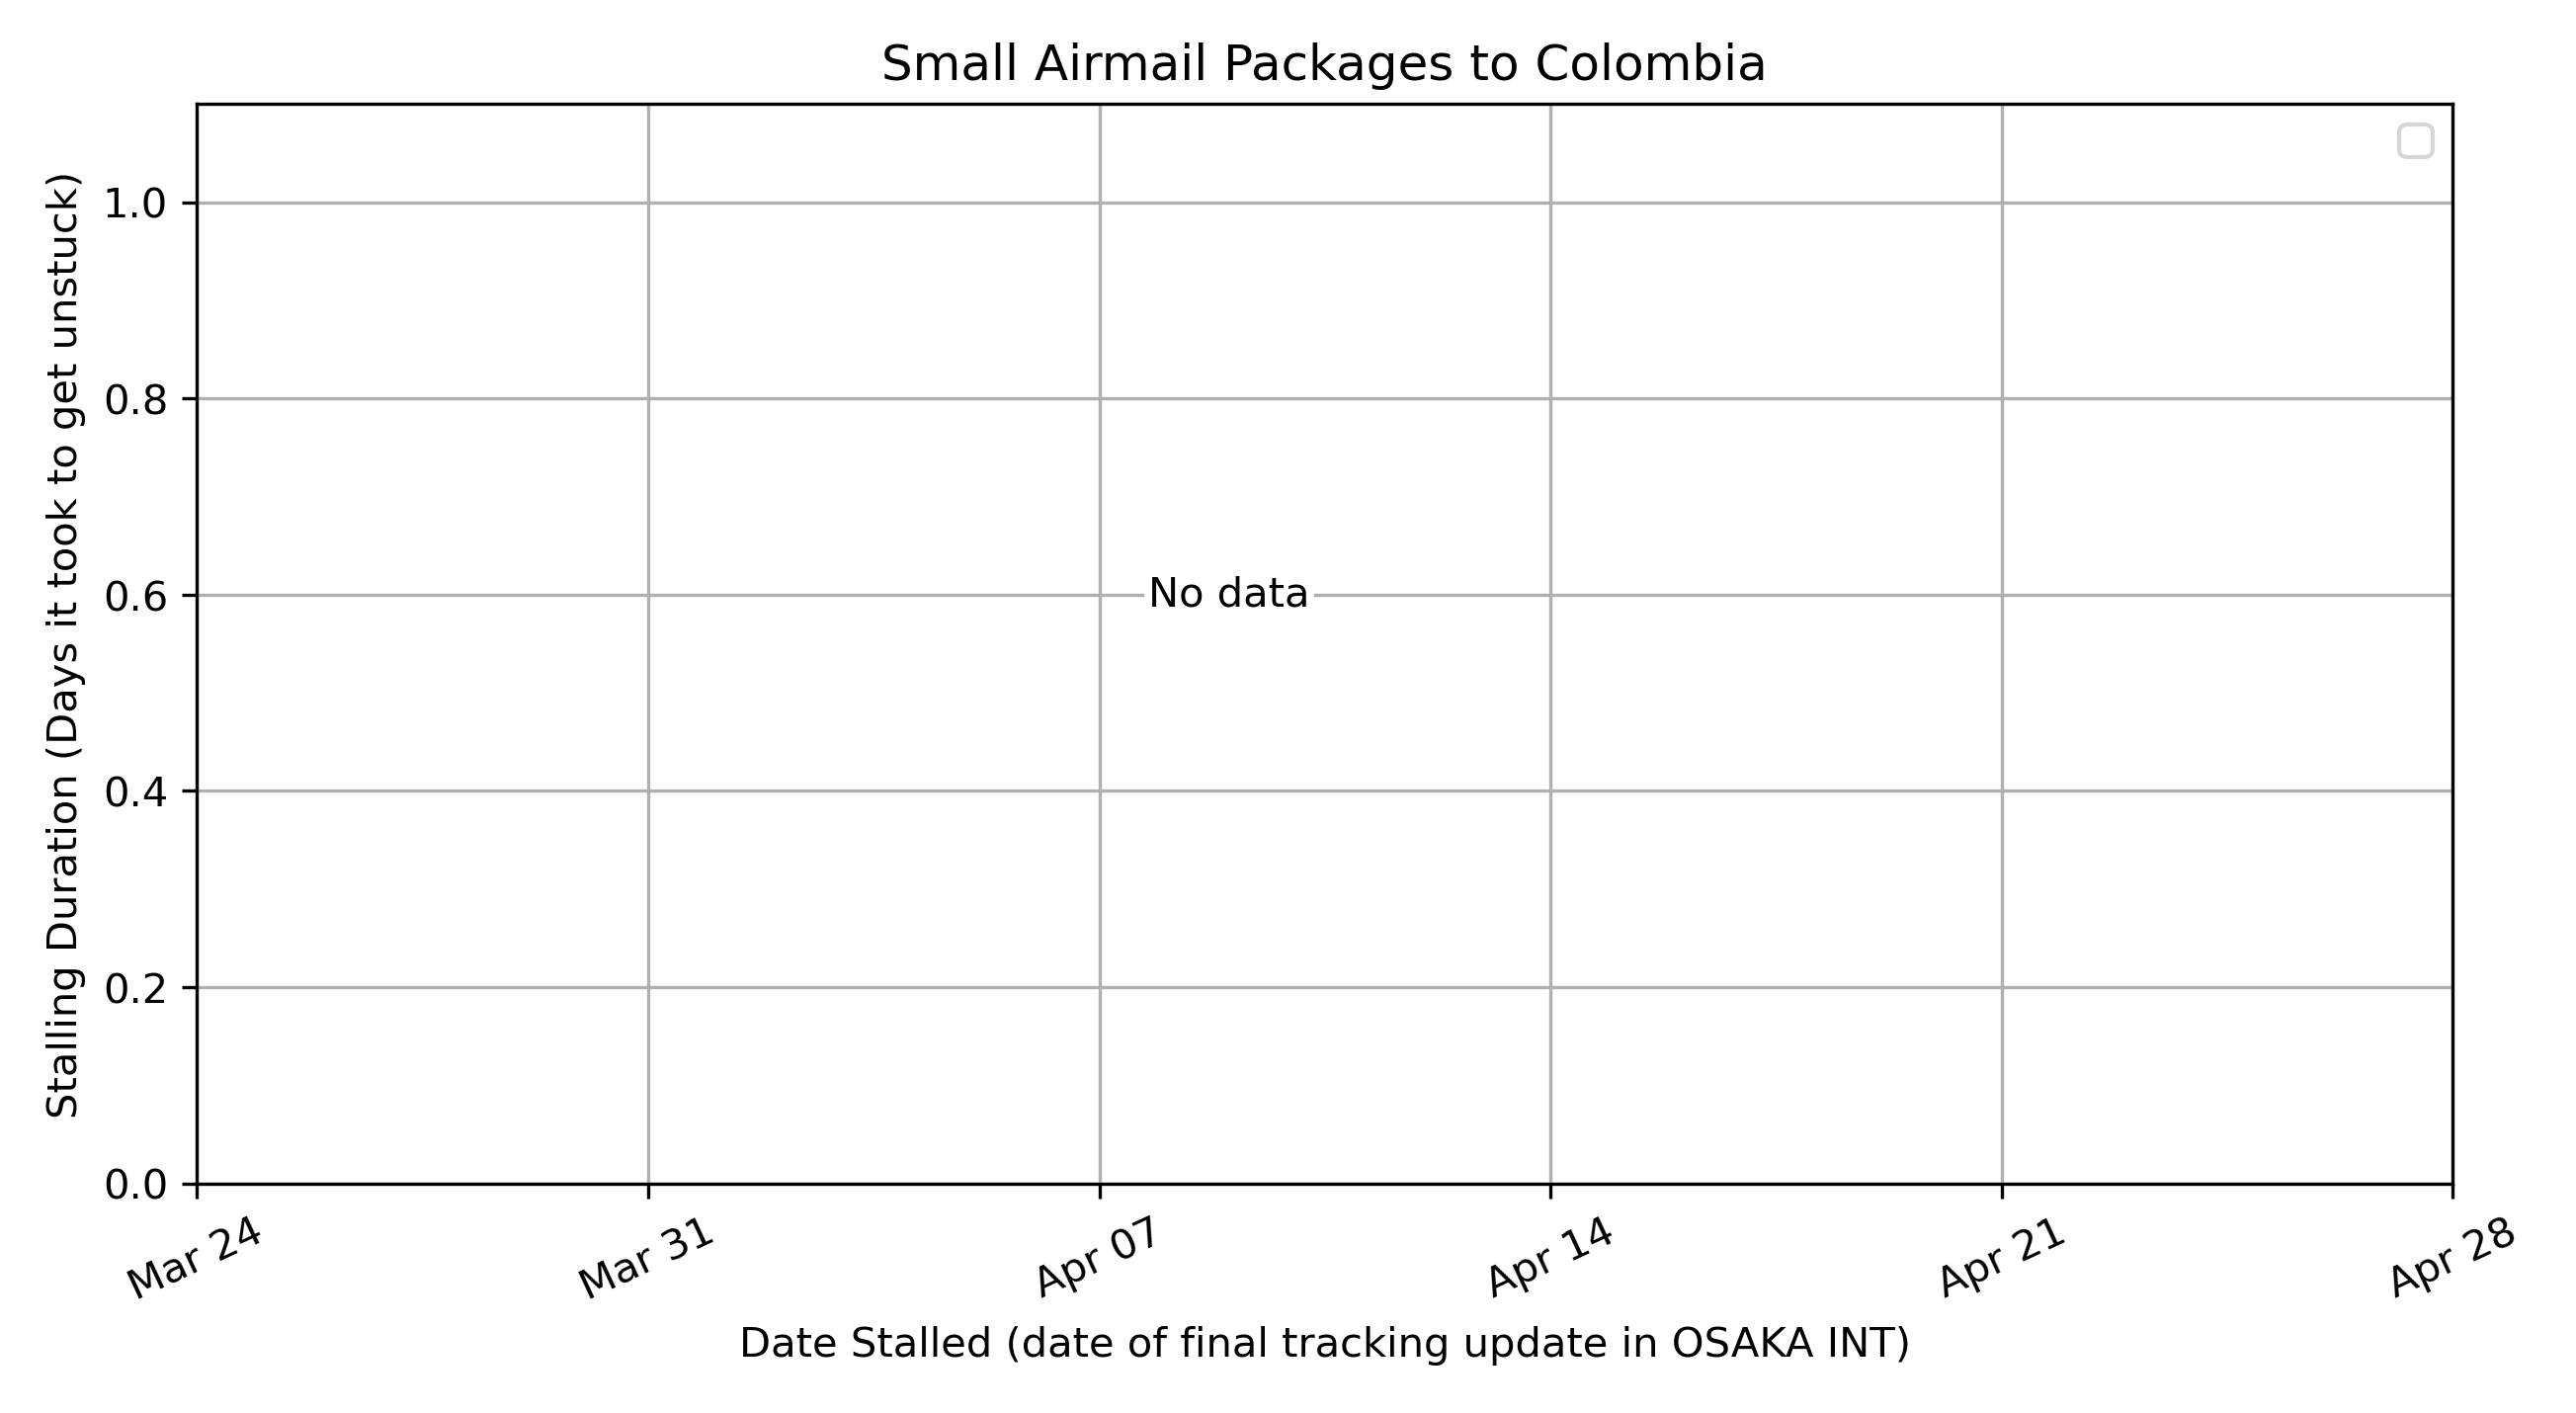 Small Airmail Packages to Colombia
Stalling Duration (Days it took to get unstuck)
1.0
0.8
0.6
0.4
0.2
0.0
No data
Mar 24
Mar 31
Apr 07
Apr 14
Apr 21
Apr 28
Date Stalled (date of final tracking update in OSAKA INT)